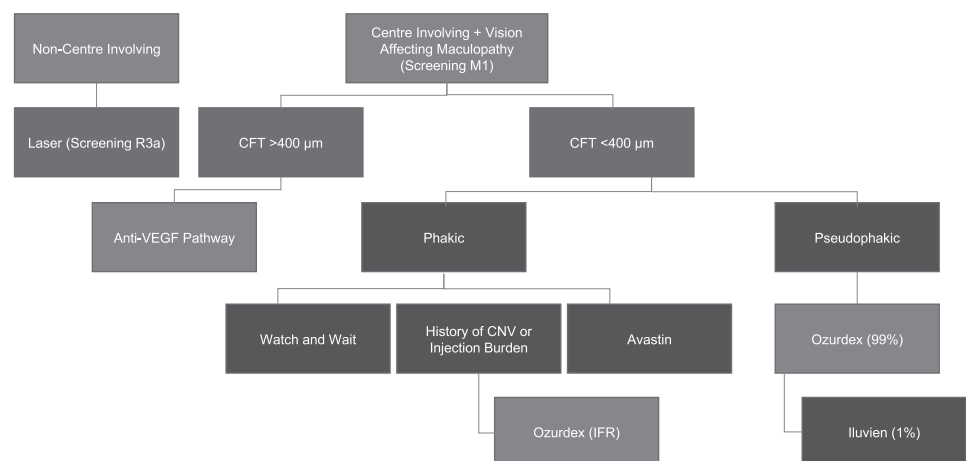 Non-Centre Involving
Centre Involving + Vision
Affecting Maculopathy
(Screening M1)
Laser (Screening R3a)
CFT >400 µm
CFT <400 µm
Anti-VEGF Pathway
Phakic
Pseudophakic
Watch and Wait
History of CNV or
Injection Burden
Avastin
Ozurdex (99%)
Ozurdex (IFR)
Iluvien (1%)